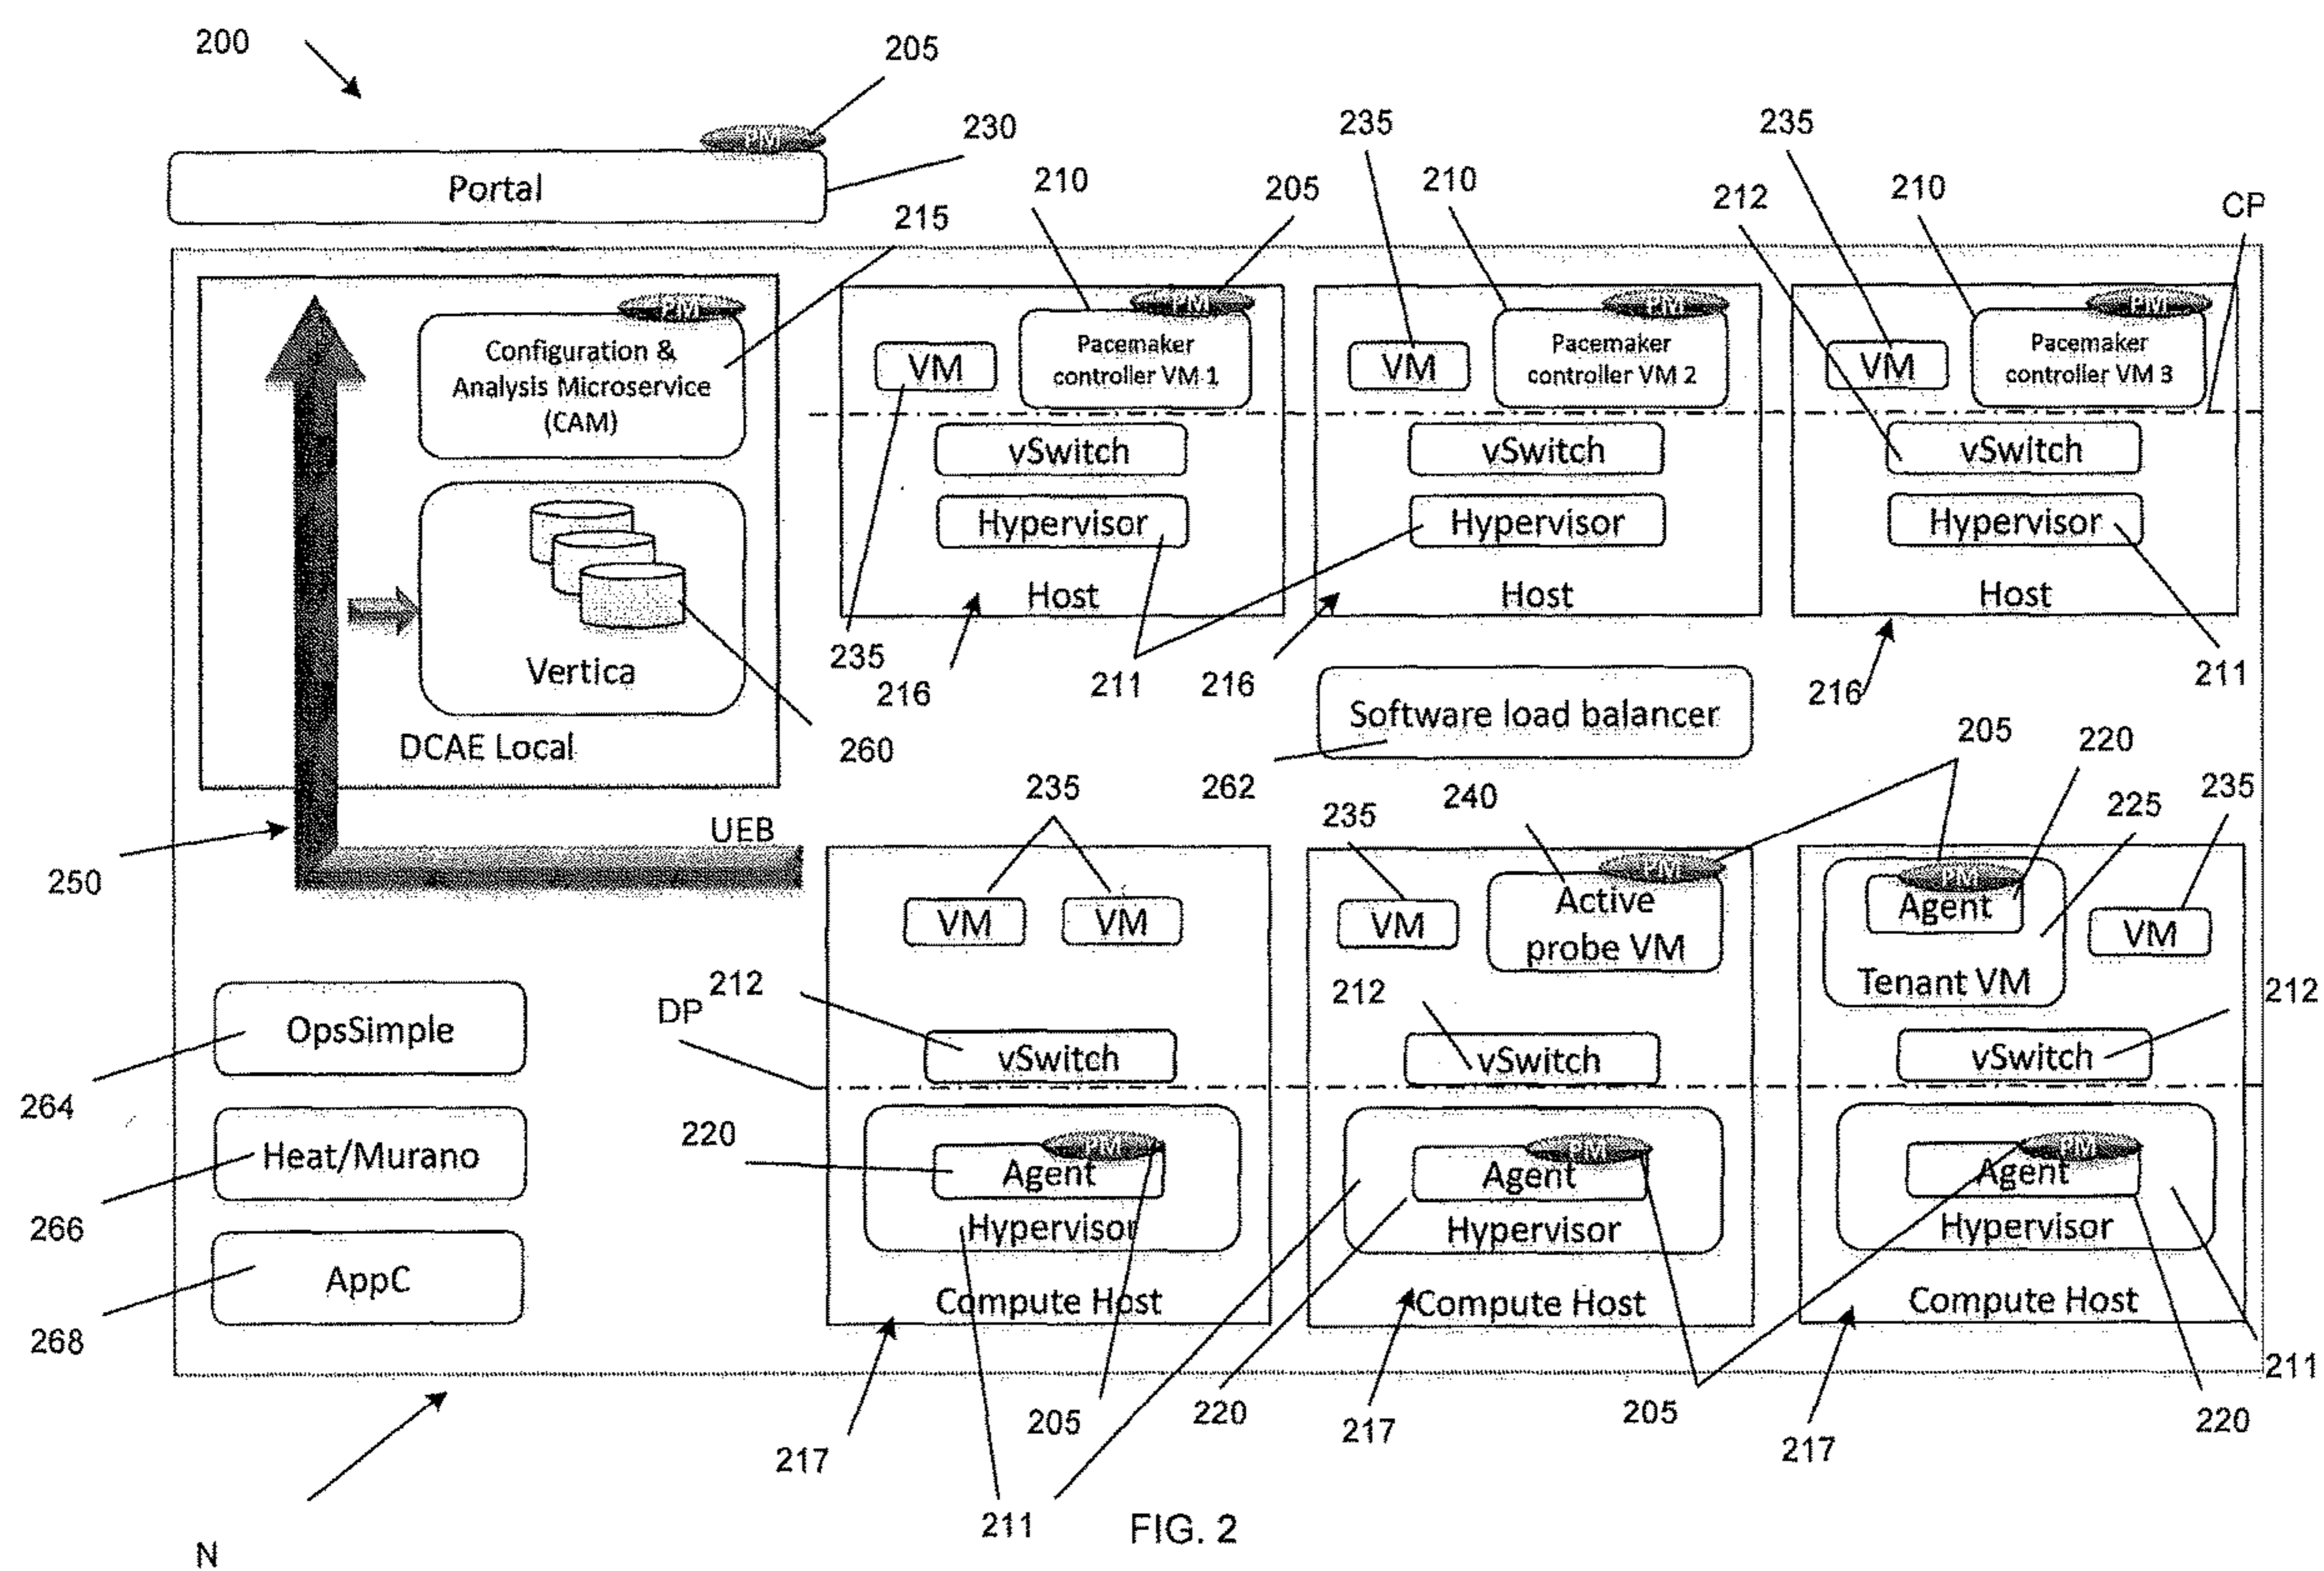 200
205
PM
230
Portal
235
235
210
205
210
212
210
CP
215
PM
Configuration &
Analysis Microservice
(CAM)
PM
VM
Pacemaker
controller VM 1
PM
VM
Pacemaker
controller VM 2
PM
VM
Pacemaker
controller VM 3
vSwitch
vSwitch
vSwitch
Hypervisor
Hypervisor
Hypervisor
Host
Host
Host
Vertica
235
216
211
216
216
211
DCAE Local
260
Software load balancer
262
205
220
235
240
235
225
235
UEB
250
VM
VM
PM
VM
Active
probe VM
PM
Agent
Tenant VM
VM
212
DP
212
212
OpsSimple
264
vSwitch
vSwitch
vSwitch
220
PM
Agent
Hypervisor
PM
Agent
Hypervisor
PM
Agent
Hypervisor
Heat/Murano
266
AppC
268
Compute Host
Compute Host
Compute Host
217
205
220
217
205
217
220
211
211
FIG. 2
N